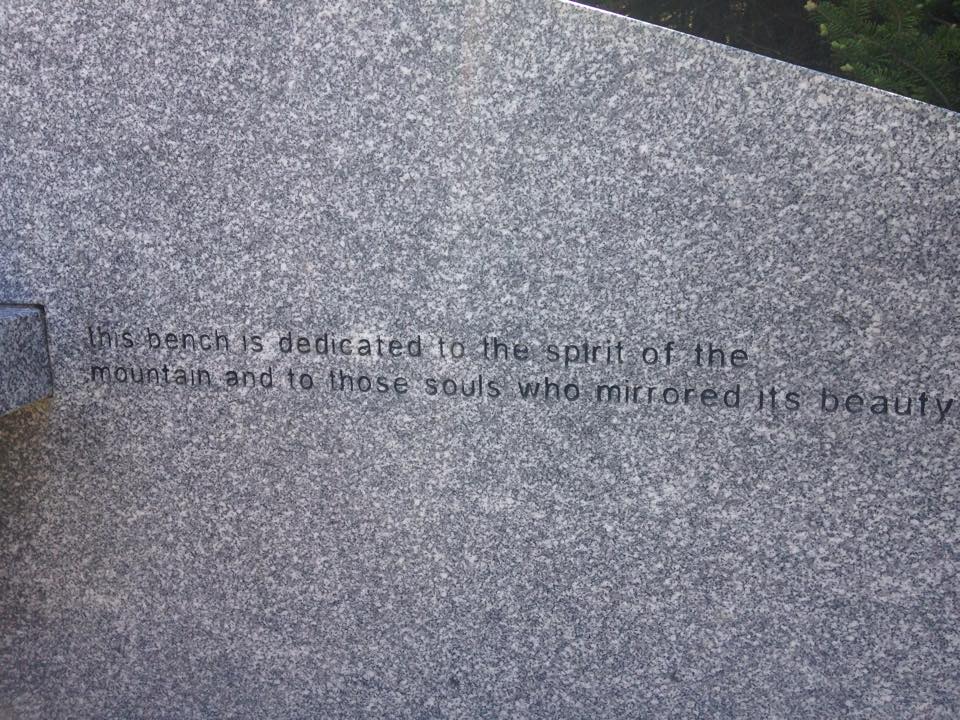 this bench is dedicated to the spirit of the
mountain and to those souls who mirrored its beauty